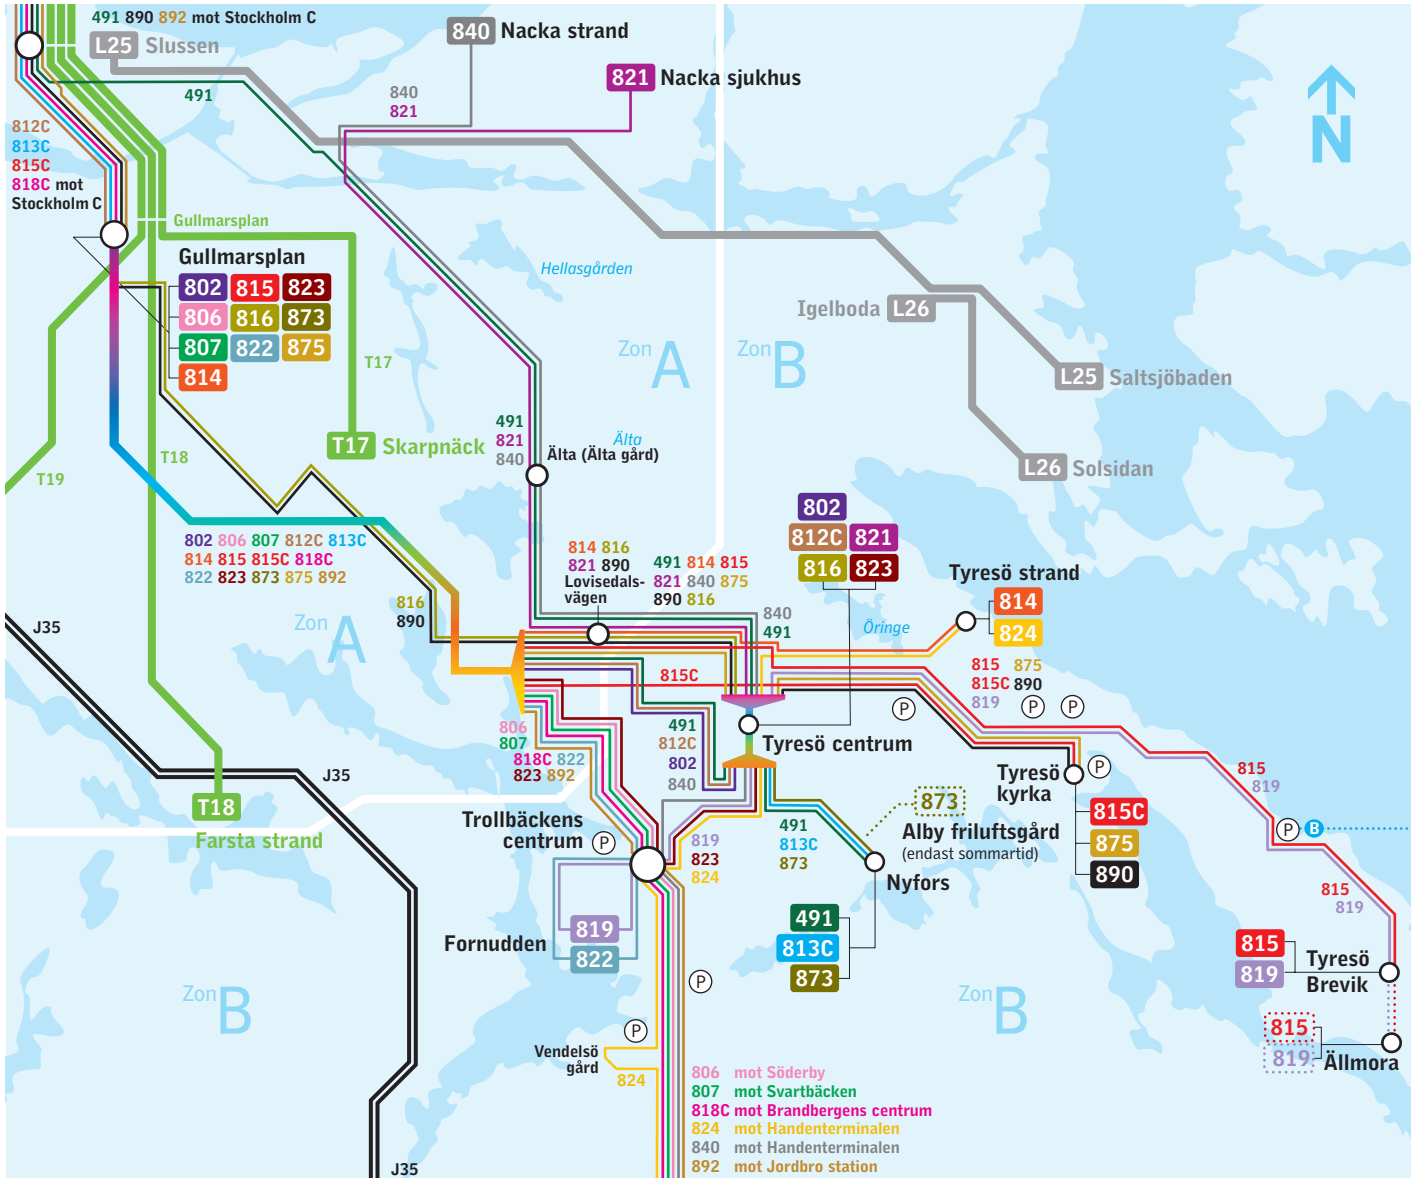 491 890 892 mot Stockholm C
L25 Slussen
840 Nacka strand
821 Nacka sjukhus
491
840
821
812C
813C
815C
818C mot
Stockholm C
N
Gullmarsplan
Gullmarsplan
802 815 823
806 816 873
807 822 875
814
Hellasgården
Igelboda L26
Zon A
Zon B
T17
L25 Saltsjöbaden
T17 Skarpnäck
491
821
840
Älta
Älta (Älta gård)
T19
T18
L26 Solsidan
802 806 807 812C 813C
814 815 815C 818C
822 823 873 875 892
802
812C 821
816 823
814 816
821 890
Lovisedals-
vägen
491 814 815
821 840 875
890 816
Tyresö strand
814
824
816
890
J35
Zon A
840
491
Öringe
815C
815 875
815C 890
819
P
P
P
806
807
818C 822
823 892
491
812C
802
840
Tyresö centrum
J35
T18
Farsta strand
Tyresö
kyrka
P
815
819
873
Alby friluftsgård
(endast sommartid)
815C
875
890
Trollbäckens
centrum
P
819
823
824
491
813C
873
Nyfors
P B
815
819
Fornudden
819
822
491
813C
873
815
819
Tyresö
Brevik
P
Zon B
Zon B
P
815
819
Ällmora
Vendelsö
gård
824
806 mot Söderby
807 mot Svartbäcken
818C mot Brandbergens centrum
824 mot Handenterminalen
840 mot Handenterminalen
892 mot Jordbro station
J35